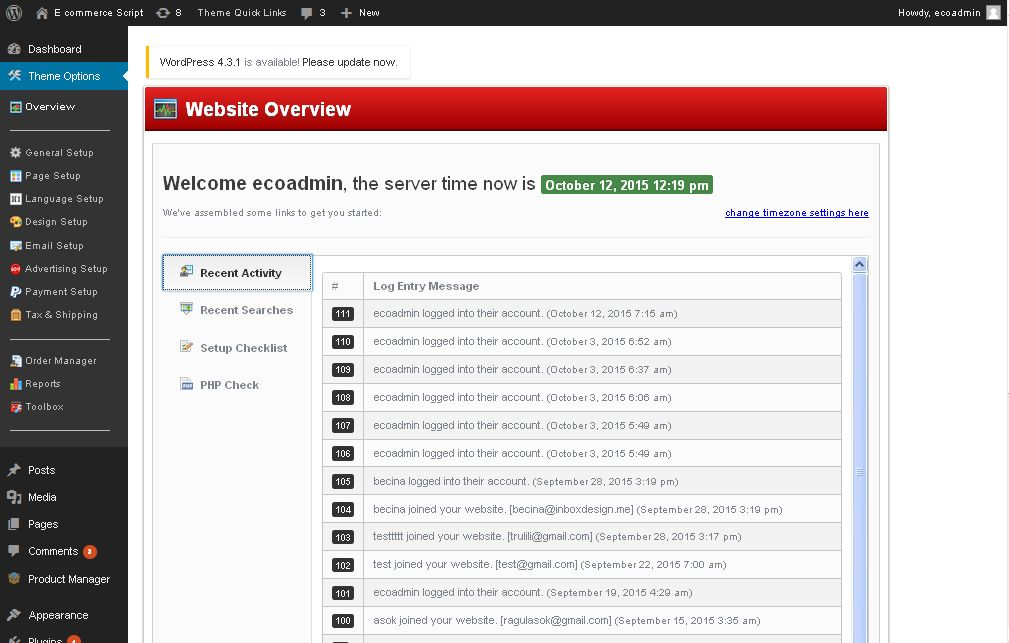 E commerce Script 8 Theme Quick Links 3 New Howdy, ecoadmin
Dashboard
Theme Options
Overview
General Setup
Page Setup
Language Setup
Design Setup
Email Setup
Advertising Setup
Payment Setup
Tax & Shipping
Order Manager
Reports
Toolbox
Posts
Media
Pages
Comments 3
Product Manager
Appearance
Plugins 4
WordPress 4.3.1 is available! Please update now.
Website Overview
Welcome ecoadmin, the server time now is October 12, 2015 12:19 pm
We've assembled some links to get you started: change timezone settings here
Recent Activity
Recent Searches
Setup Checklist
PHP Check
# Log Entry Message
111 ecoadmin logged into their account. (October 12, 2015 7:15 am)
110 ecoadmin logged into their account. (October 3, 2015 6:52 am)
109 ecoadmin logged into their account. (October 3, 2015 6:37 am)
108 ecoadmin logged into their account. (October 3, 2015 6:06 am)
107 ecoadmin logged into their account. (October 3, 2015 5:49 am)
106 ecoadmin logged into their account. (October 3, 2015 5:49 am)
105 becina logged into their account. (September 28, 2015 3:19 pm)
104 becina joined your website. [becina@inboxdesign.me] (September 28, 2015 3:19 pm)
103 testtttt joined your website. [trulili@gmail.com] (September 28, 2015 3:17 pm)
102 test joined your website. [test@gmail.com] (September 22, 2015 7:00 am)
101 ecoadmin logged into their account. (September 19, 2015 4:29 am)
100 asok joined your website. [ragulasok@gmail.com] (September 15, 2015 3:35 am)